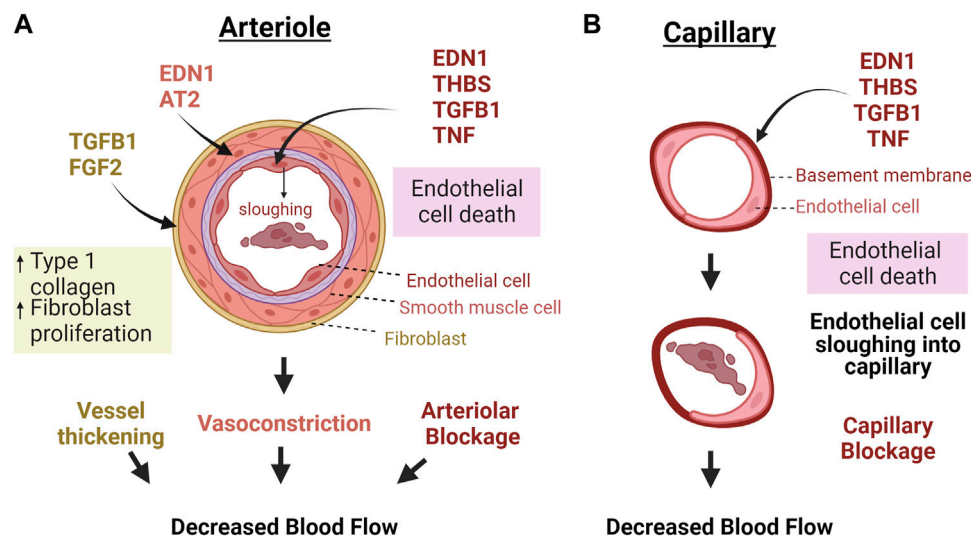 A
Arteriole
EDN1
AT2
EDN1
THBS
TGFB1
TNF
TGFB1
FGF2
sloughing
Endothelial
cell death
↑ Type 1
collagen
↑ Fibroblast
proliferation
Endothelial cell
Smooth muscle cell
Fibroblast
Vessel
thickening
Vasoconstriction
Arteriolar
Blockage
Decreased Blood Flow
B
Capillary
EDN1
THBS
TGFB1
TNF
Basement membrane
Endothelial cell
Endothelial
cell death
Endothelial cell
sloughing into
capillary
Capillary
Blockage
Decreased Blood Flow